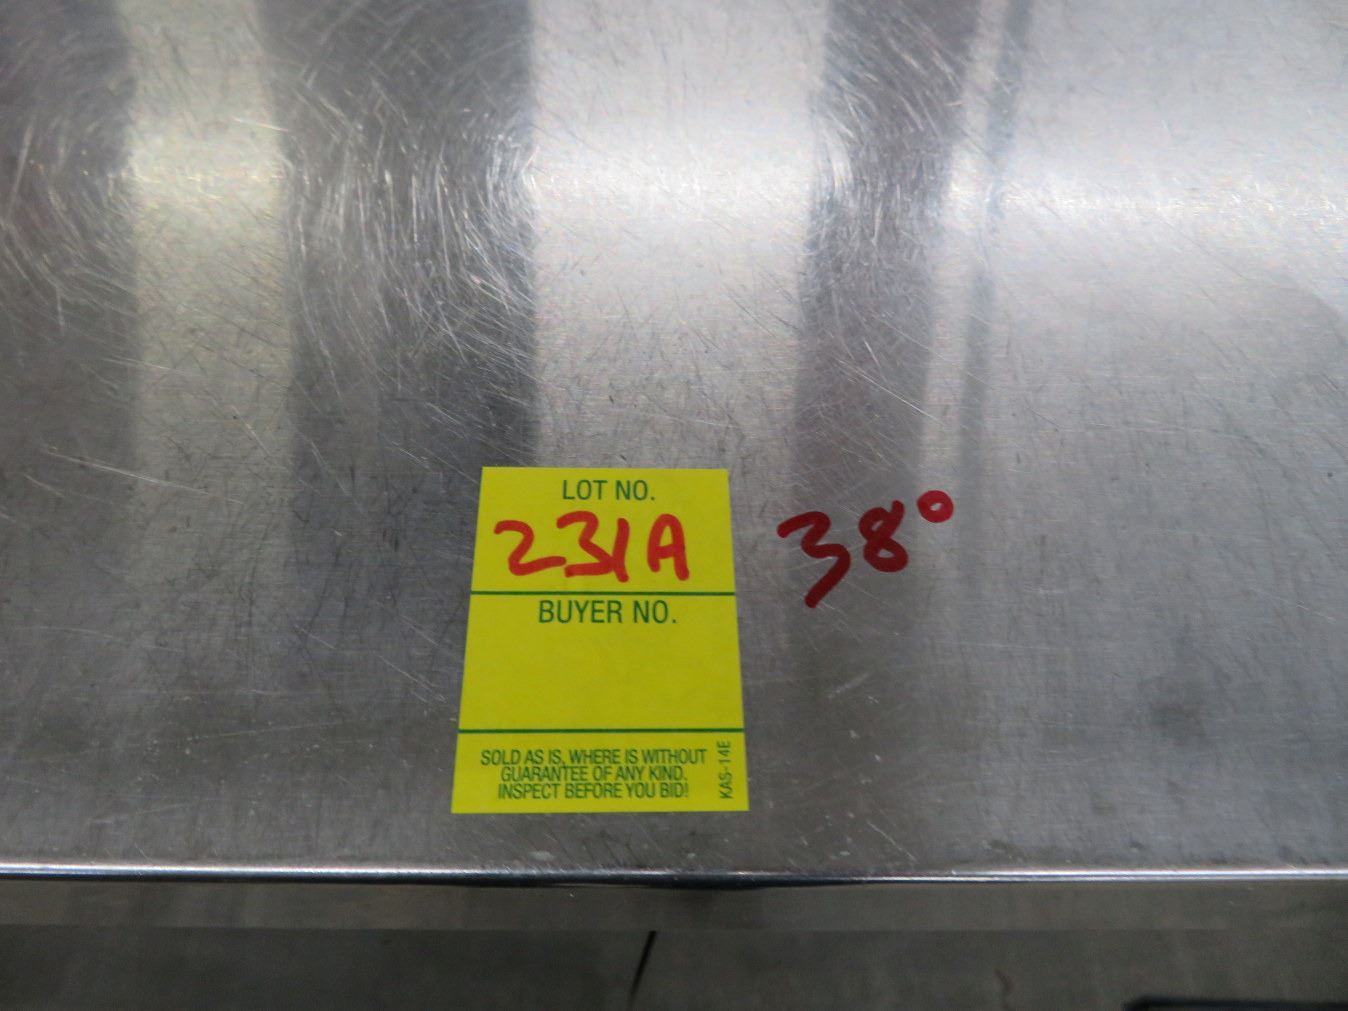 LOT NO.
231A
38°
BUYER NO.
SOLD AS IS, WHERE IS WITHOUT
GUARANTEE OF ANY KIND.
INSPECT BEFORE YOU BID!
KAS-14E